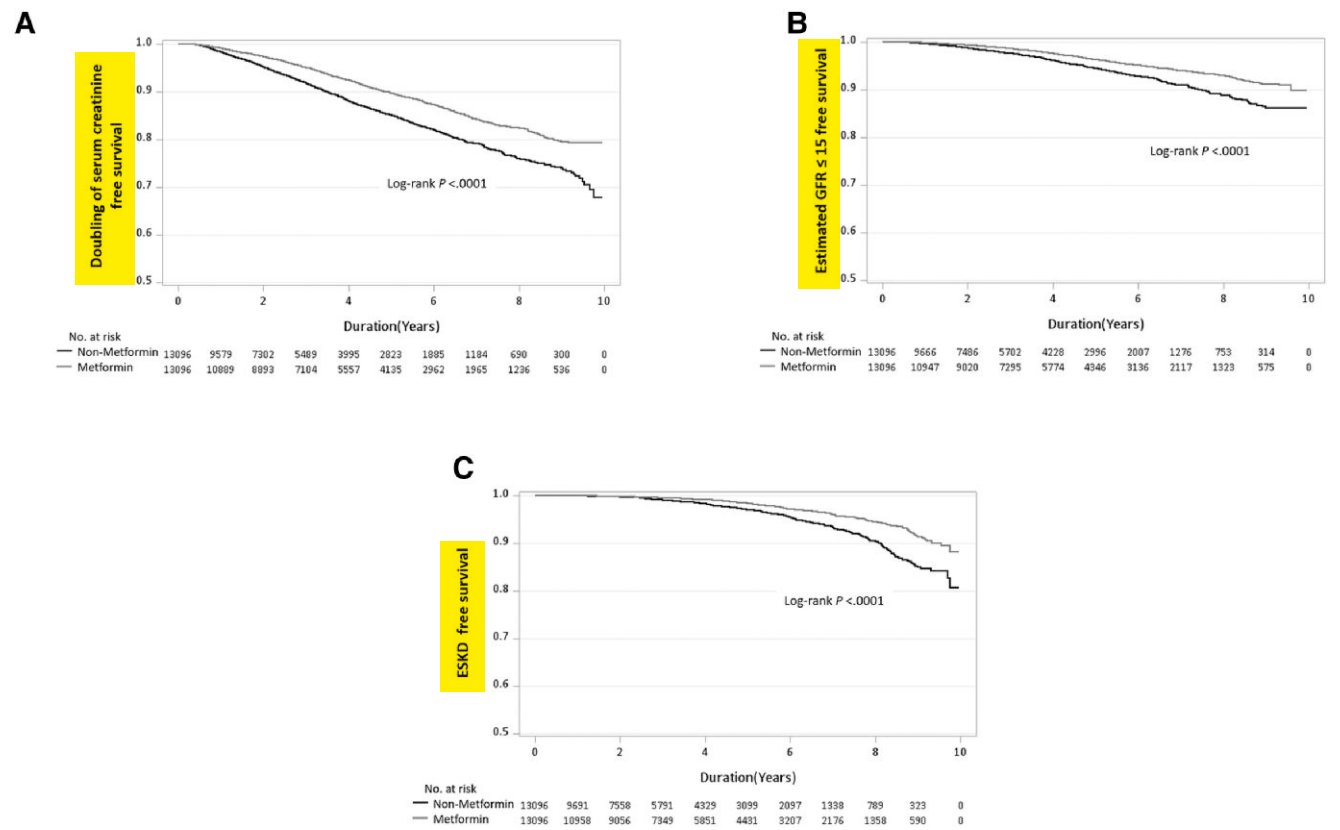 A
Doubling of serum creatinine
free survival
1.0
0.9
0.8
0.7
0.6
0.5
Log-rank P <.0001
0 2 4 6 8 10
Duration(Years)
No. at risk
Non-Metformin 13096 9579 7302 5489 3995 2823 1885 1184 690 300 0
Metformin 13096 10889 8893 7104 5557 4135 2962 1965 1236 536 0
B
Estimated GFR ≤ 15 free survival
1.0
0.9
0.8
0.7
0.6
0.5
Log-rank P <.0001
0 2 4 6 8 10
Duration(Years)
No. at risk
Non-Metformin 13096 9666 7486 5702 4228 2996 2007 1276 753 314 0
Metformin 13096 10947 9020 7295 5774 4346 3136 2117 1323 575 0
C
ESKD free survival
1.0
0.9
0.8
0.7
0.6
0.5
Log-rank P <.0001
0 2 4 6 8 10
Duration(Years)
No. at risk
Non-Metformin 13096 9691 7558 5791 4329 3099 2097 1338 789 323 0
Metformin 13096 10958 9056 7349 5851 4431 3207 2176 1358 590 0